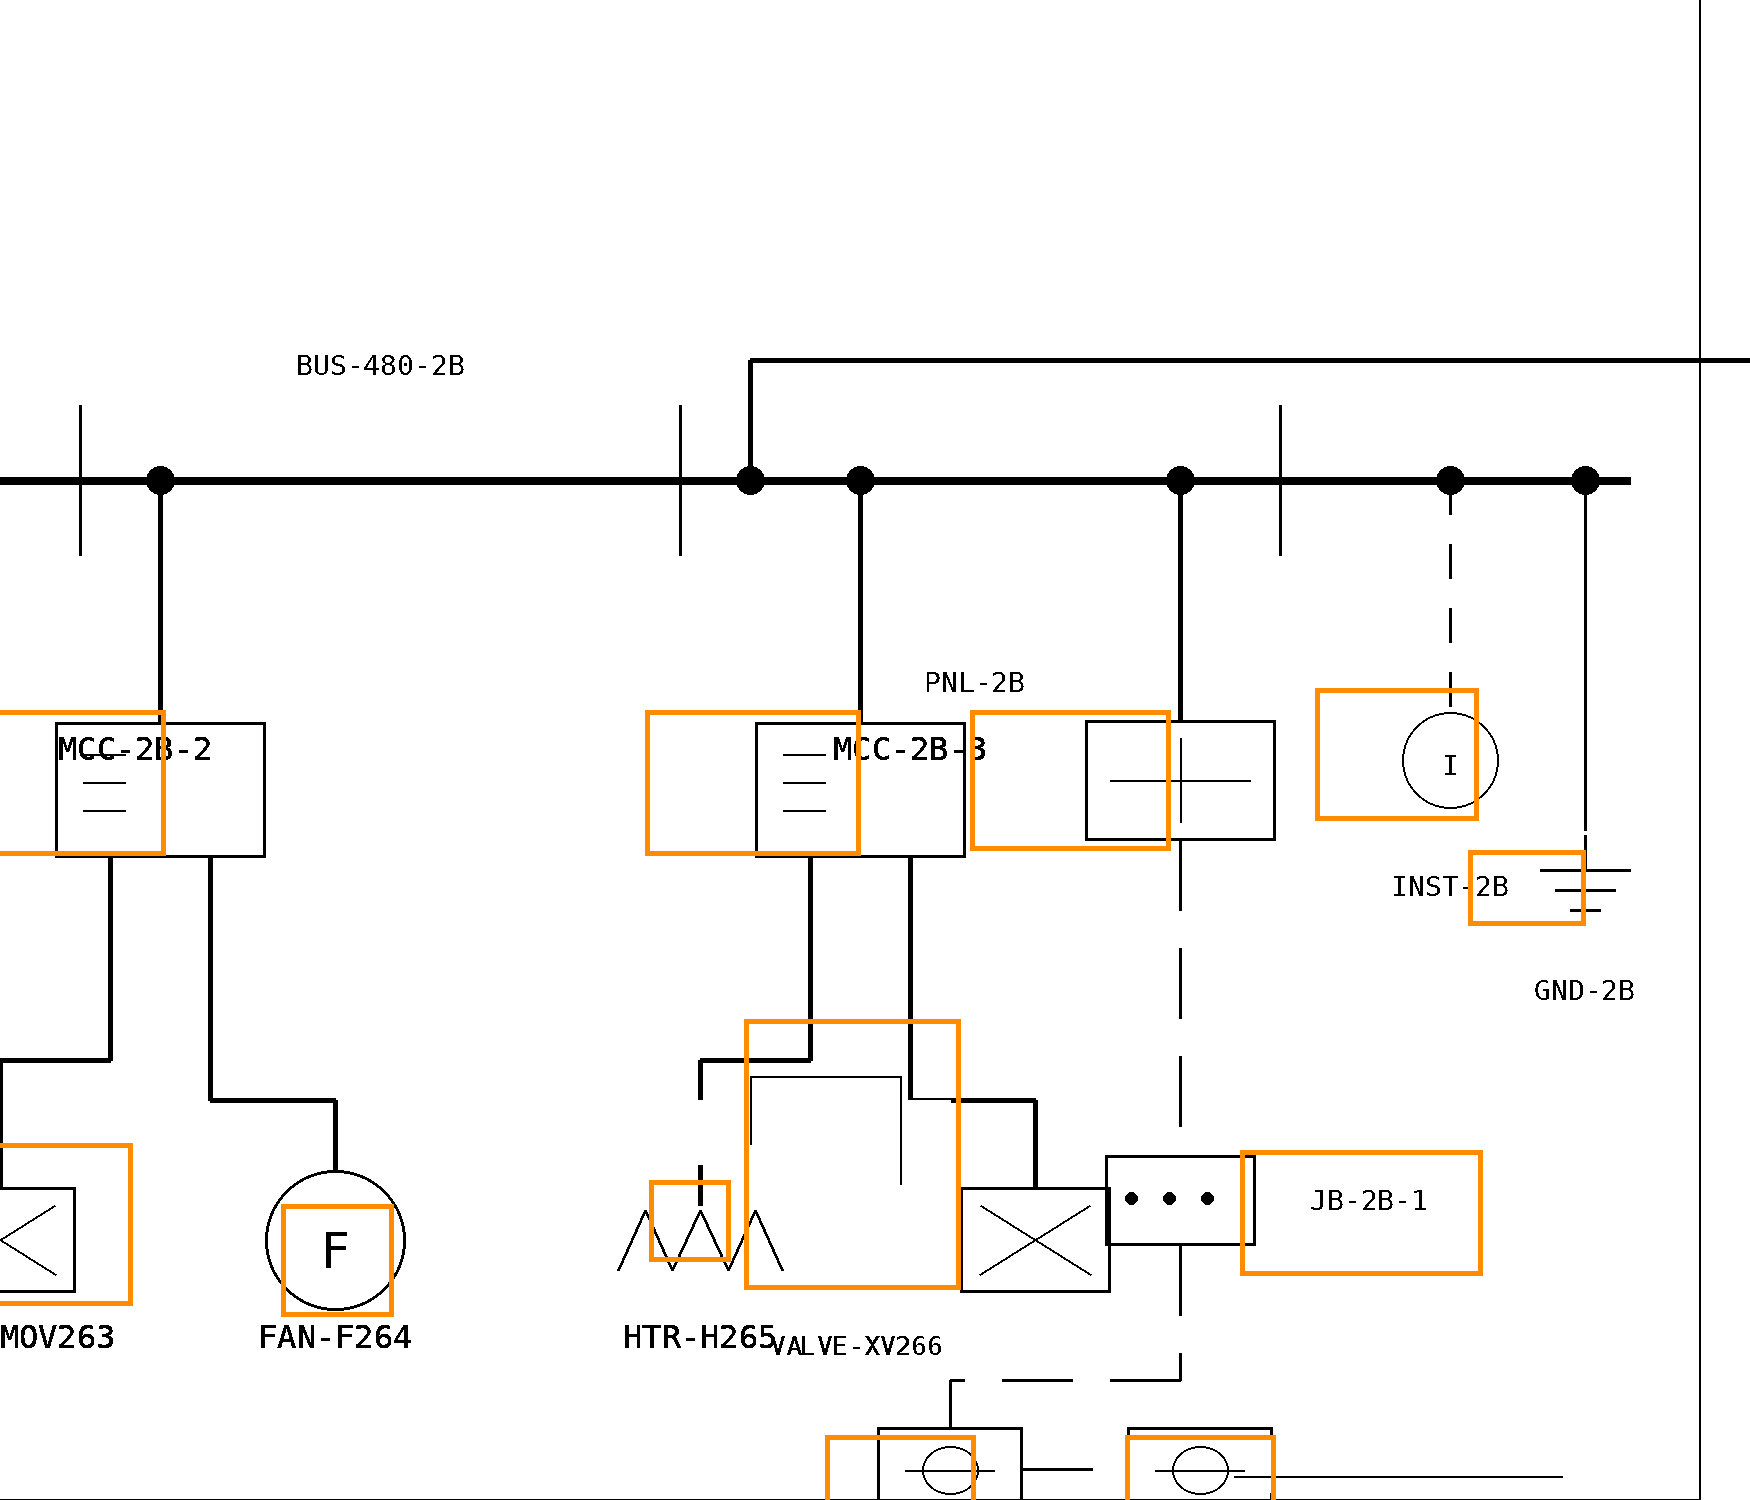 BUS-480-2B
PNL-2B
MCC-2B-2
MCC-2B-3
I
INST-2B
GND-2B
JB-2B-1
F
MOV263
FAN-F264
HTR-H265
VALVE-XV266